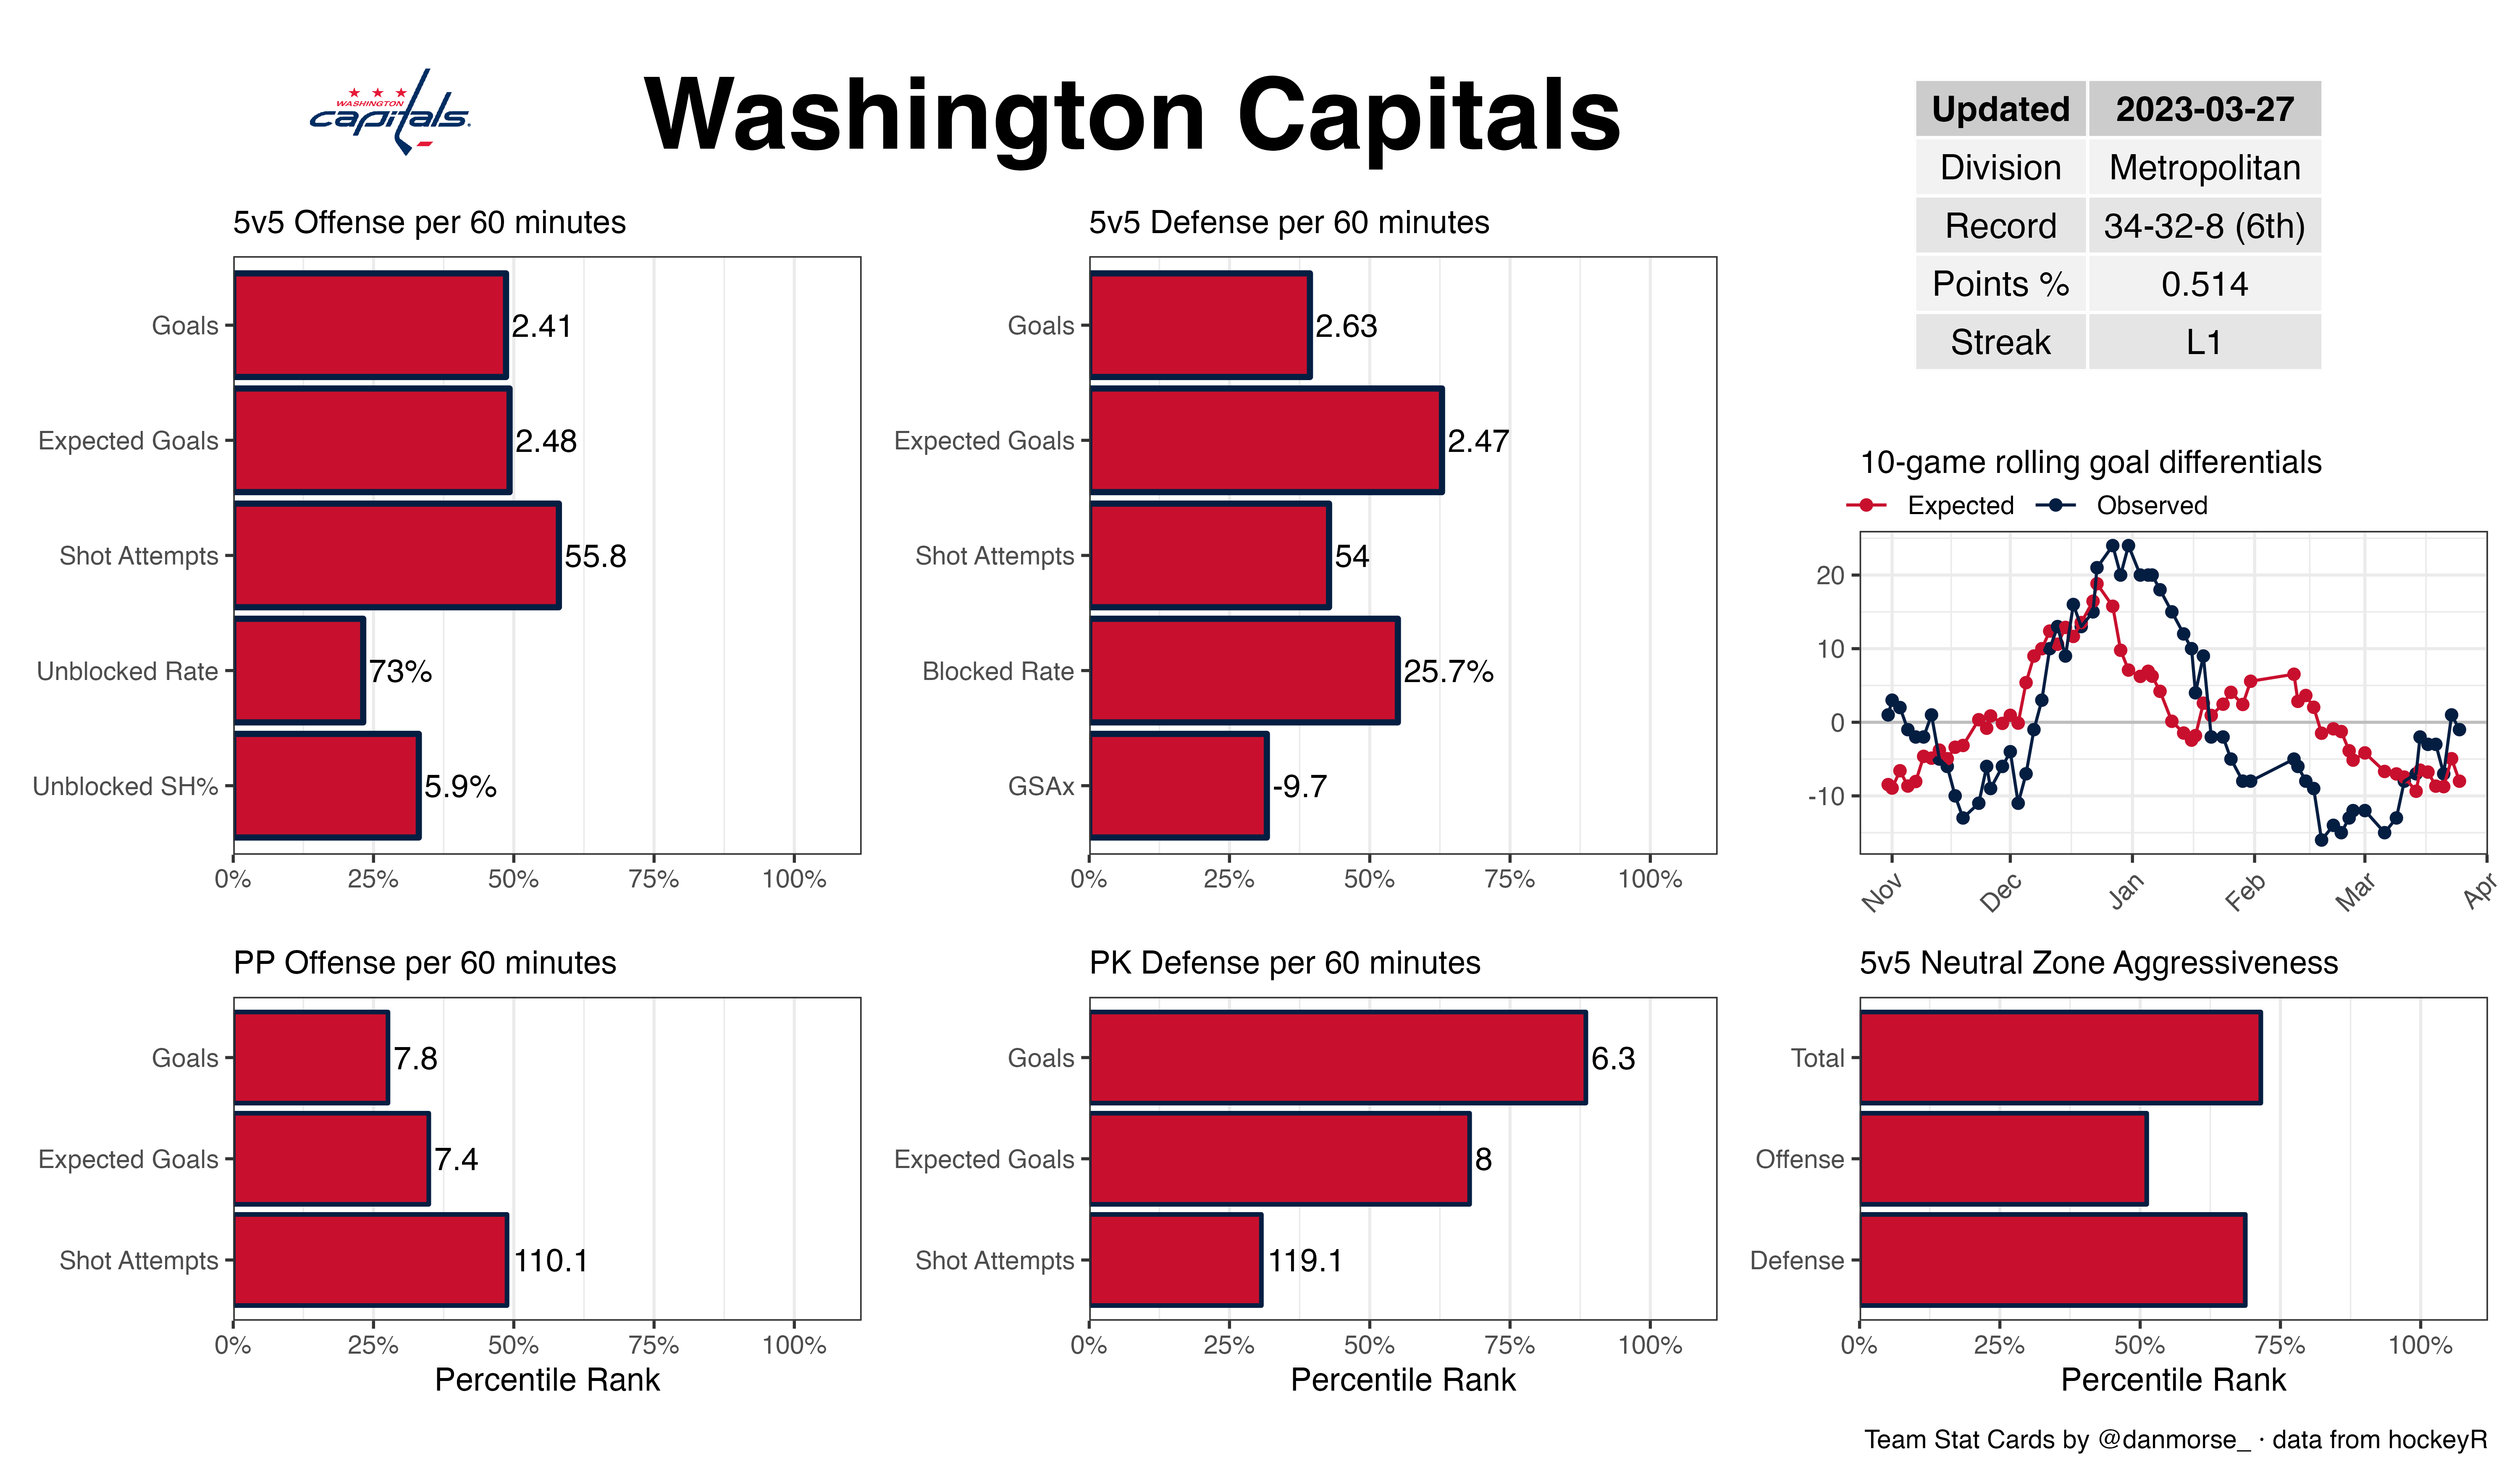 WASHINGTON
capitals.
Washington Capitals
Updated 2023-03-27
Division Metropolitan
Record 34-32-8 (6th)
Points % 0.514
Streak L1
5v5 Offense per 60 minutes
Goals 2.41
Expected Goals 2.48
Shot Attempts 55.8
Unblocked Rate 73%
Unblocked SH% 5.9%
0% 25% 50% 75% 100%
5v5 Defense per 60 minutes
Goals 2.63
Expected Goals 2.47
Shot Attempts 54
Blocked Rate 25.7%
GSAx -9.7
0% 25% 50% 75% 100%
10-game rolling goal differentials
Expected Observed
20
10
0
-10
Nov Dec Jan Feb Mar Apr
PP Offense per 60 minutes
Goals 7.8
Expected Goals 7.4
Shot Attempts 110.1
0% 25% 50% 75% 100%
Percentile Rank
PK Defense per 60 minutes
Goals 6.3
Expected Goals 8
Shot Attempts 119.1
0% 25% 50% 75% 100%
Percentile Rank
5v5 Neutral Zone Aggressiveness
Total
Offense
Defense
0% 25% 50% 75% 100%
Percentile Rank
Team Stat Cards by @danmorse_ · data from hockeyR